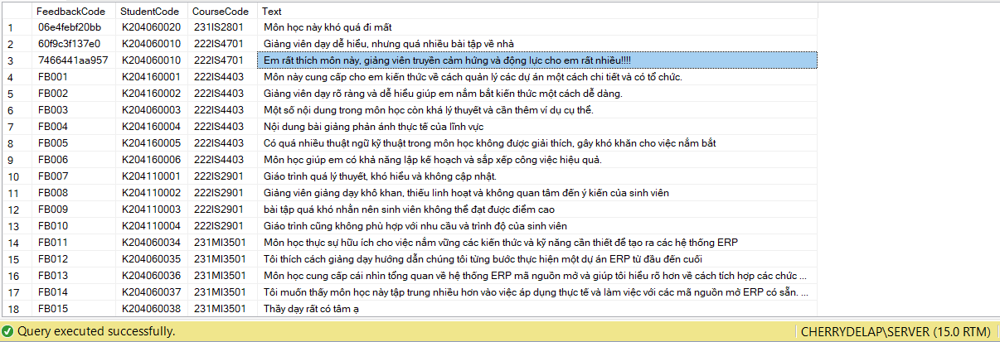 FeedbackCode StudentCode CourseCode Text
1 06e4febf20bb K204060020 231IS2801 Môn học này khó quá đi mất
2 60f9c3f137e0 K204060010 222IS4701 Giảng viên dạy dễ hiểu, nhưng quá nhiều bài tập về nhà
3 7466441aa957 K204060010 222IS4701 Em rất thích môn này, giảng viên truyền cảm hứng và động lực cho em rất nhiều!!!!
4 FB001 K204160001 222IS4403 Môn này cung cấp cho em kiến thức về cách quản lý các dự án một cách chi tiết và có tổ chức.
5 FB002 K204160002 222IS4403 Giảng viên dạy rõ ràng và dễ hiểu giúp em nắm bắt kiến thức một cách dễ dàng.
6 FB003 K204060003 222IS4403 Một số nội dung trong môn học còn khá lý thuyết và cần thêm ví dụ cụ thể.
7 FB004 K204160004 222IS4403 Nội dung bài giảng phản ánh thực tế của lĩnh vực
8 FB005 K204160005 222IS4403 Có quá nhiều thuật ngữ kỹ thuật trong môn học không được giải thích, gây khó khăn cho việc nắm bắt
9 FB006 K204160006 222IS4403 Môn học giúp em có khả năng lập kế hoạch và sắp xếp công việc hiệu quả.
10 FB007 K204110001 222IS2901 Giáo trình quá lý thuyết, khó hiểu và không cập nhật.
11 FB008 K204110002 222IS2901 Giảng viên giảng dạy khô khan, thiếu linh hoạt và không quan tâm đến ý kiến của sinh viên
12 FB009 K204110003 222IS2901 bài tập quá khó nhằn nên sinh viên không thể đạt được điểm cao
13 FB010 K204110004 222IS2901 Giáo trình cũng không phù hợp với nhu cầu và trình độ của sinh viên
14 FB011 K204060034 231MI3501 Môn học thực sự hữu ích cho việc nắm vững các kiến thức và kỹ năng cần thiết để tạo ra các hệ thống ERP
15 FB012 K204060035 231MI3501 Tôi thích cách giảng dạy hướng dẫn chúng tôi từng bước thực hiện một dự án ERP từ đầu đến cuối
16 FB013 K204060036 231MI3501 Môn học cung cấp cái nhìn tổng quan về hệ thống ERP mã nguồn mở và giúp tôi hiểu rõ hơn về cách tích hợp các chức ...
17 FB014 K204060037 231MI3501 Tôi muốn thấy môn học này tập trung nhiều hơn vào việc áp dụng thực tế và làm việc với các mã nguồn mở ERP có sẵn. ...
18 FB015 K204060038 231MI3501 Thầy dạy rất có tâm ạ
Query executed successfully. CHERRYDELAP\SERVER (15.0 RTM)